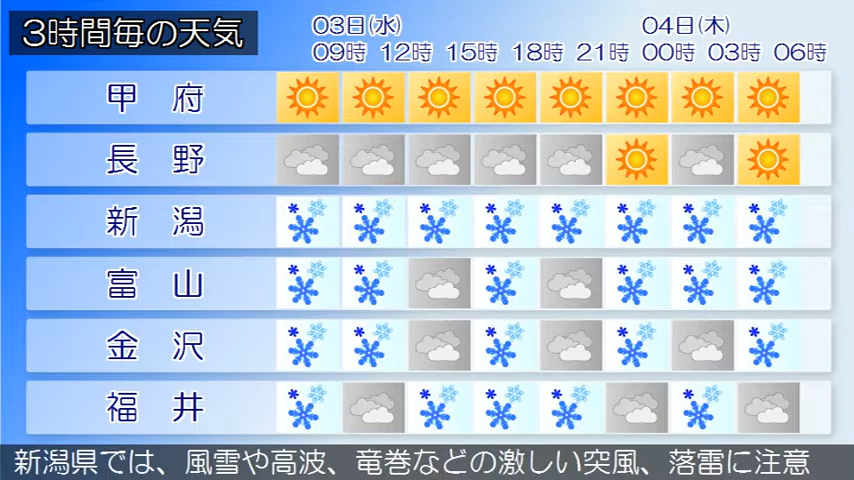 3時間毎の天気
03日(水) 04日(木)
09時 12時 15時 18時 21時 00時 03時 06時
甲 府
長 野
新 潟
富 山
金 沢
福 井
新潟県では、風雪や高波、竜巻などの激しい突風、落雷に注意